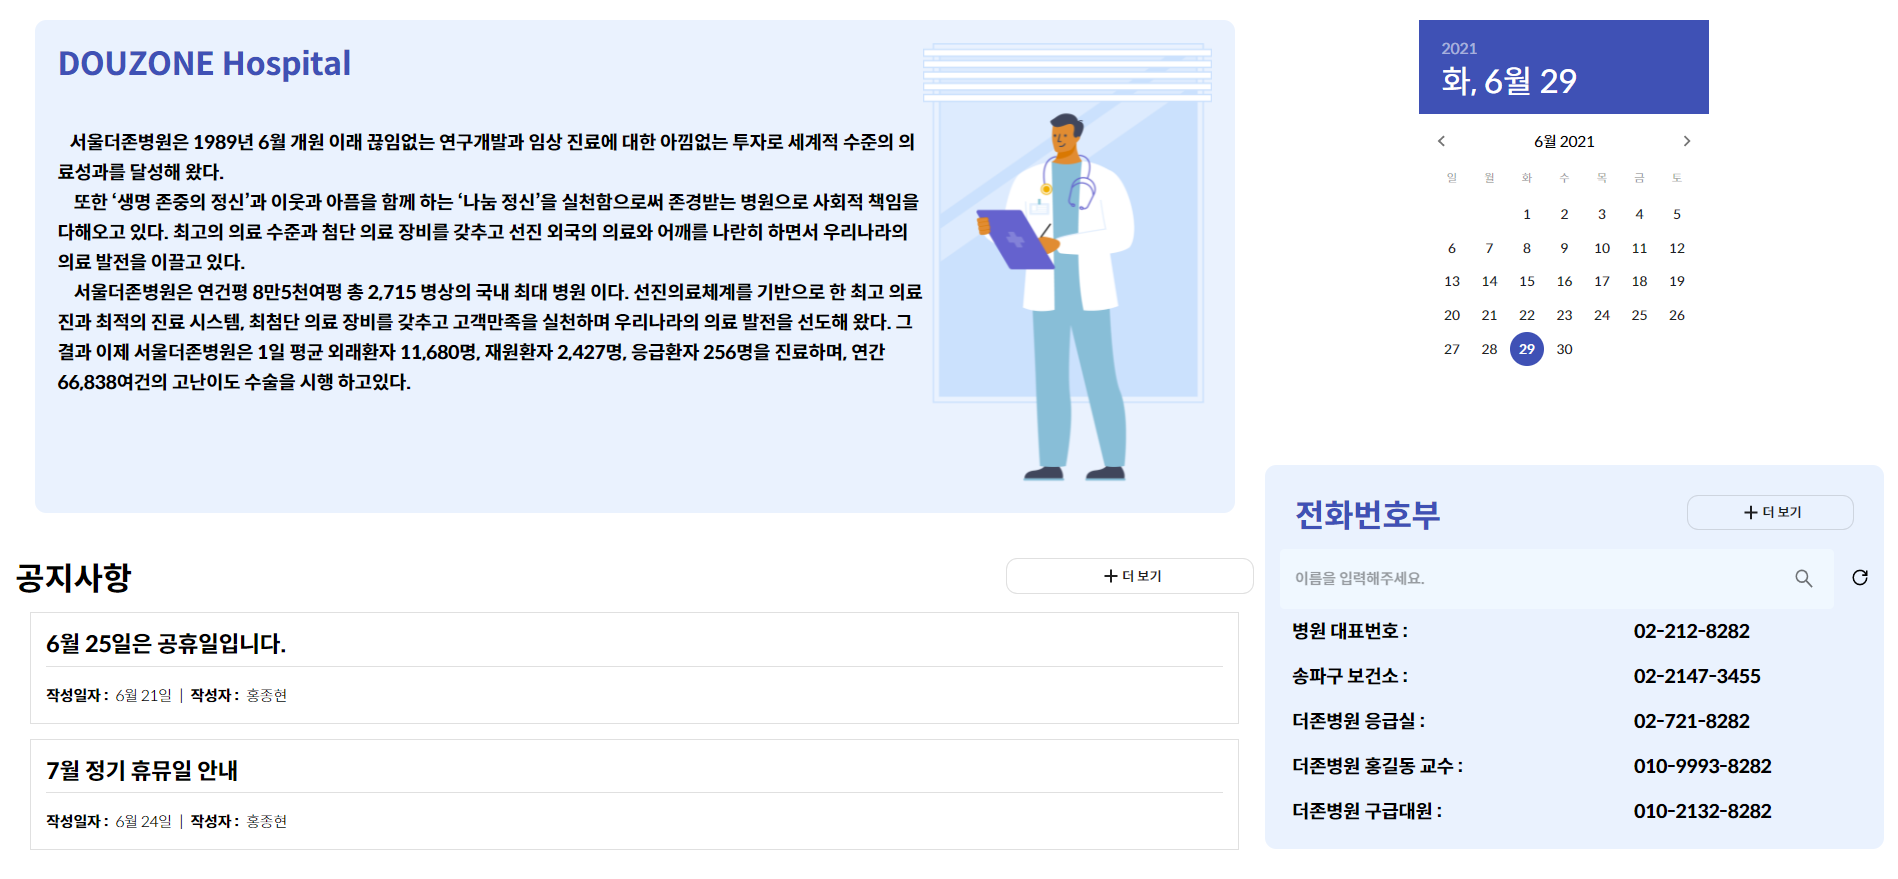 DOUZONE Hospital
서울더존병원은 1989년 6월 개원 이래 끊임없는 연구개발과 임상 진료에 대한 아낌없는 투자로 세계적 수준의 의
료성과를 달성해 왔다.
또한 ‘생명 존중의 정신’과 이웃과 아픔을 함께 하는 ‘나눔 정신’을 실천함으로써 존경받는 병원으로 사회적 책임을
다해오고 있다. 최고의 의료 수준과 첨단 의료 장비를 갖추고 선진 외국의 의료와 어깨를 나란히 하면서 우리나라의
의료 발전을 이끌고 있다.
서울더존병원은 연건평 8만5천여평 총 2,715 병상의 국내 최대 병원 이다. 선진의료체계를 기반으로 한 최고 의료
진과 최적의 진료 시스템, 최첨단 의료 장비를 갖추고 고객만족을 실천하며 우리나라의 의료 발전을 선도해 왔다. 그
결과 이제 서울더존병원은 1일 평균 외래환자 11,680명, 재원환자 2,427명, 응급환자 256명을 진료하며, 연간
66,838여건의 고난이도 수술을 시행 하고있다.
2021
화, 6월 29
6월 2021
일 월 화 수 목 금 토
1 2 3 4 5
6 7 8 9 10 11 12
13 14 15 16 17 18 19
20 21 22 23 24 25 26
27 28 29 30
공지사항
+ 더 보기
6월 25일은 공휴일입니다.
작성일자 : 6월 21일 | 작성자 : 홍종현
7월 정기 휴뮤일 안내
작성일자 : 6월 24일 | 작성자 : 홍종현
전화번호부
+ 더 보기
이름을 입력해주세요.
병원 대표번호 : 02-212-8282
송파구 보건소 : 02-2147-3455
더존병원 응급실 : 02-721-8282
더존병원 홍길동 교수 : 010-9993-8282
더존병원 구급대원 : 010-2132-8282